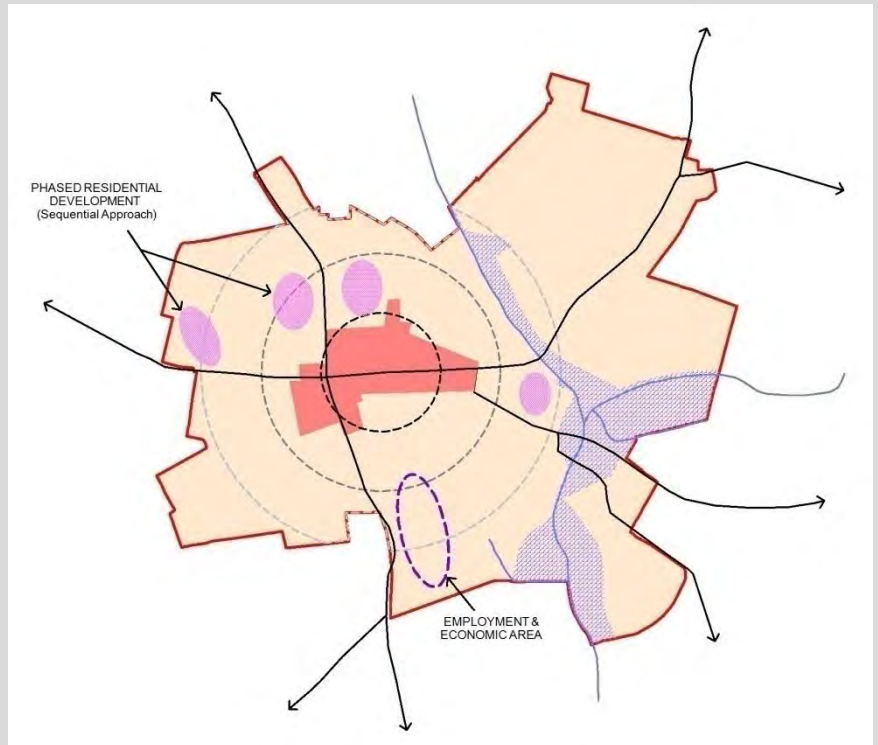 PHASED RESIDENTIAL
DEVELOPMENT
(Sequential Approach)
EMPLOYMENT &
ECONOMIC AREA